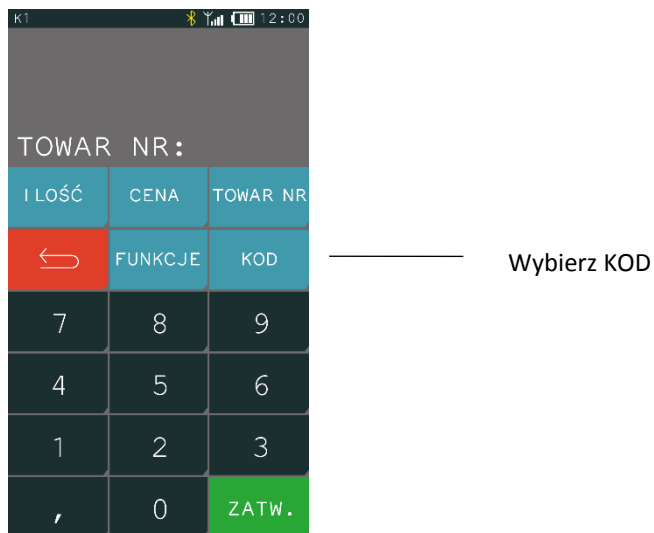 K1 12:00
TOWAR NR:
ILOŚĆ CENA TOWAR NR
FUNKCJE KOD Wybierz KOD
7 8 9
4 5 6
1 2 3
, 0 ZATW.